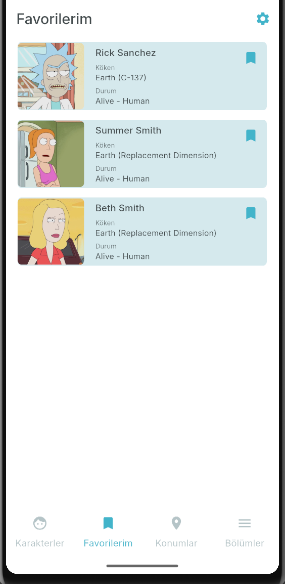 Favorilerim
Rick Sanchez
Köken
Earth (C-137)
Durum
Alive - Human
Summer Smith
Köken
Earth (Replacement Dimension)
Durum
Alive - Human
Beth Smith
Köken
Earth (Replacement Dimension)
Durum
Alive - Human
Karakterler Favorilerim Konumlar Bölümler